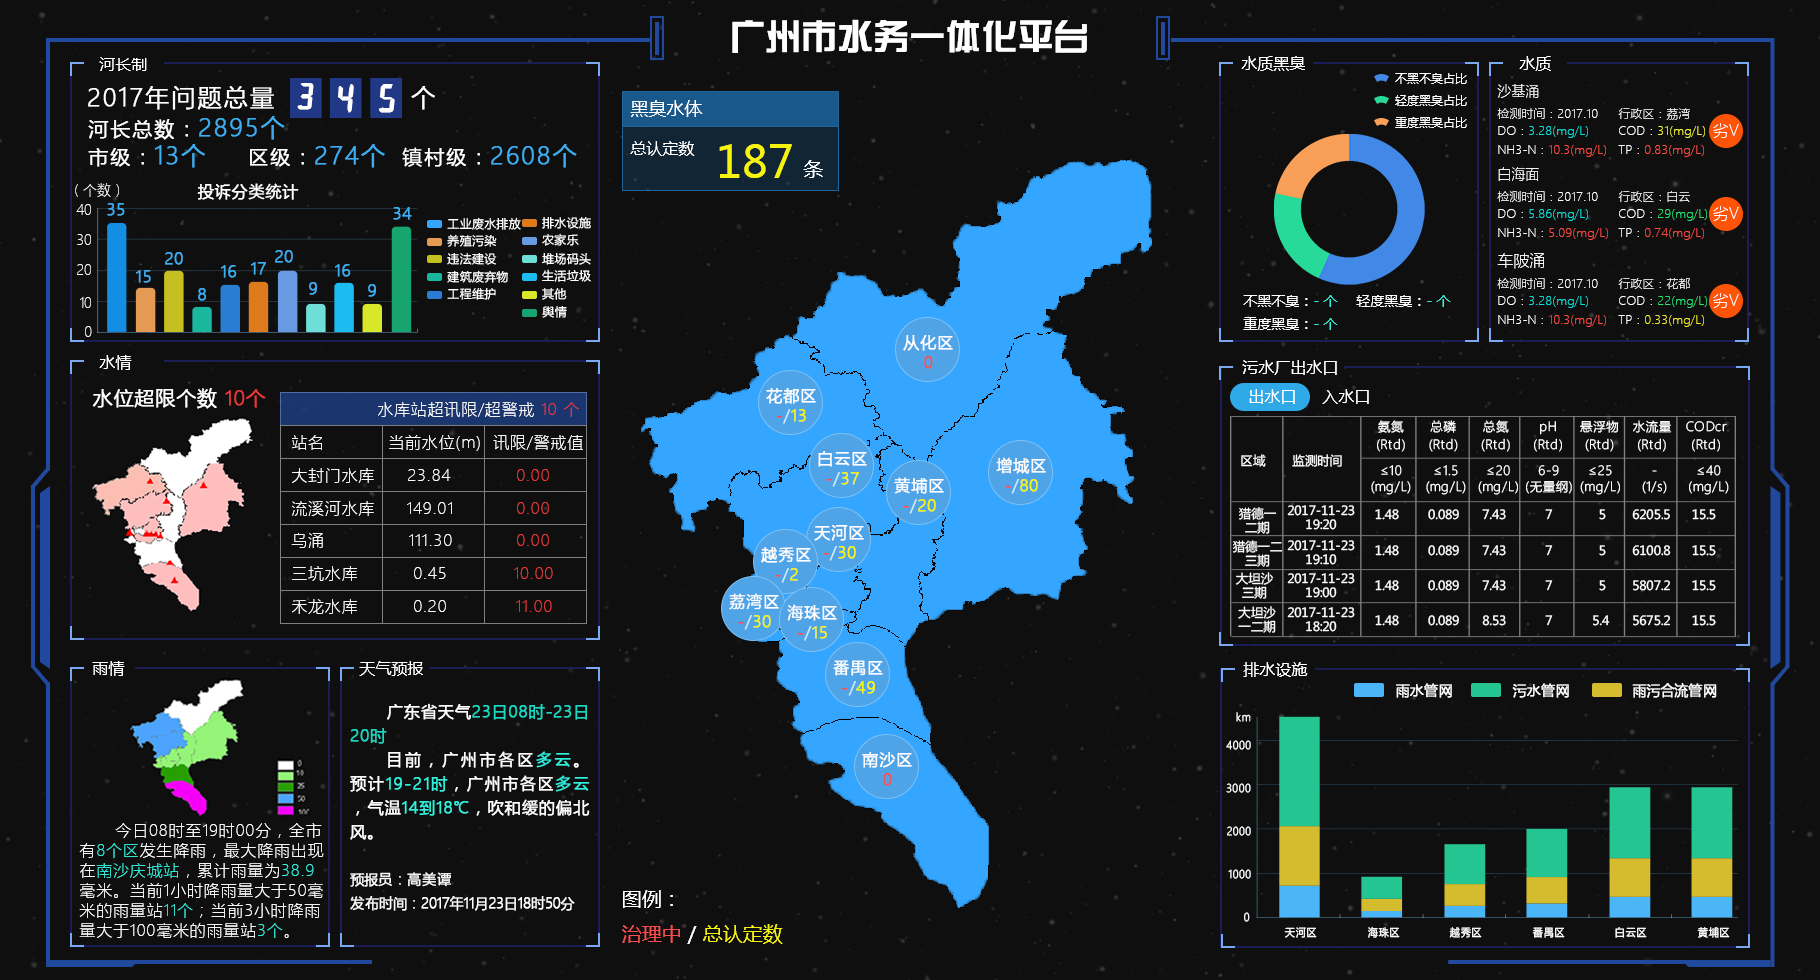 广州市水务一体化平台
河长制
2017年问题总量 345 个
河长总数：2895个
市级：13个 区级：274个 镇村级：2608个
（个数） 投诉分类统计
40
30
20
10
0
35
15
20
8
16
17
20
9
16
9
34
工业废水排放 排水设施
养殖污染 农家乐
违法建设 堆场码头
建筑废弃物 生活垃圾
工程维护 其他
舆情
水情
水位超限个数 10个
水库站超讯限/超警戒 10 个
站名 当前水位(m) 讯限/警戒值
大封门水库 23.84 0.00
流溪河水库 149.01 0.00
乌涌 111.30 0.00
三坑水库 0.45 10.00
禾龙水库 0.20 11.00
雨情
0
10
25
50
100
今日08时至19时00分，全市
有8个区发生降雨，最大降雨出现
在南沙庆城站，累计雨量为38.9
毫米。当前1小时降雨量大于50毫
米的雨量站11个；当前3小时降雨
量大于100毫米的雨量站3个。
天气预报
广东省天气23日08时-23日
20时
目前，广州市各区多云。
预计19-21时，广州市各区多云
，气温14到18℃，吹和缓的偏北
风。
预报员：高美谭
发布时间：2017年11月23日18时50分
黑臭水体
总认定数 187 条
从化区
0
花都区
-/13
白云区
-/37
黄埔区
-/20
增城区
-/80
天河区
-/30
越秀区
-/2
荔湾区
-/30
海珠区
-/15
番禺区
-/49
南沙区
0
图例：
治理中 / 总认定数
水质黑臭
不黑不臭占比
轻度黑臭占比
重度黑臭占比
不黑不臭：- 个 轻度黑臭：- 个
重度黑臭：- 个
水质
沙基涌
检测时间：2017.10 行政区：荔湾
DO：3.28(mg/L) COD：31(mg/L)
NH3-N：10.3(mg/L) TP：0.83(mg/L)
劣V
白海面
检测时间：2017.10 行政区：白云
DO：5.86(mg/L) COD：29(mg/L)
NH3-N：5.09(mg/L) TP：0.74(mg/L)
劣V
车陂涌
检测时间：2017.10 行政区：花都
DO：3.28(mg/L) COD：22(mg/L)
NH3-N：10.3(mg/L) TP：0.33(mg/L)
劣V
污水厂出水口
出水口 入水口
区域 监测时间 氨氮(Rtd) 总磷(Rtd) 总氮(Rtd) pH(Rtd) 悬浮物(Rtd) 水流量(Rtd) CODcr(Rtd)
≤10(mg/L) ≤1.5(mg/L) ≤20(mg/L) 6-9(无量纲) ≤25(mg/L) -(1/s) ≤40(mg/L)
猎德一二期 2017-11-23 19:20 1.48 0.089 7.43 7 5 6205.5 15.5
猎德一二三期 2017-11-23 19:10 1.48 0.089 7.43 7 5 6100.8 15.5
大坦沙三期 2017-11-23 19:00 1.48 0.089 7.43 7 5 5807.2 15.5
大坦沙一二期 2017-11-23 18:20 1.48 0.089 8.53 7 5.4 5675.2 15.5
排水设施
雨水管网 污水管网 雨污合流管网
km
4000
3000
2000
1000
0
天河区 海珠区 越秀区 番禺区 白云区 黄埔区